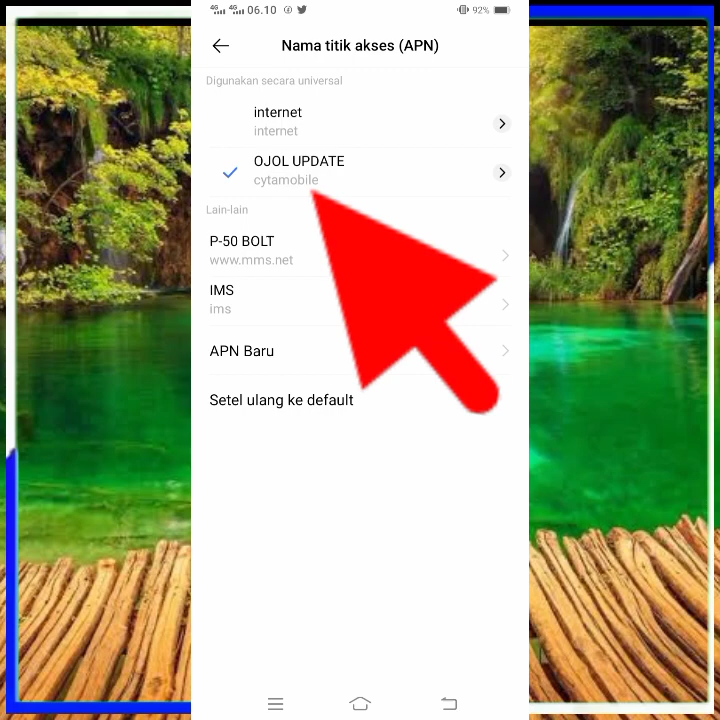 4G 4G 06.10 92%
Nama titik akses (APN)
Digunakan secara universal
internet
internet
OJOL UPDATE
cytamobile
Lain-lain
P-50 BOLT
www.mms.net
IMS
ims
APN Baru
Setel ulang ke default